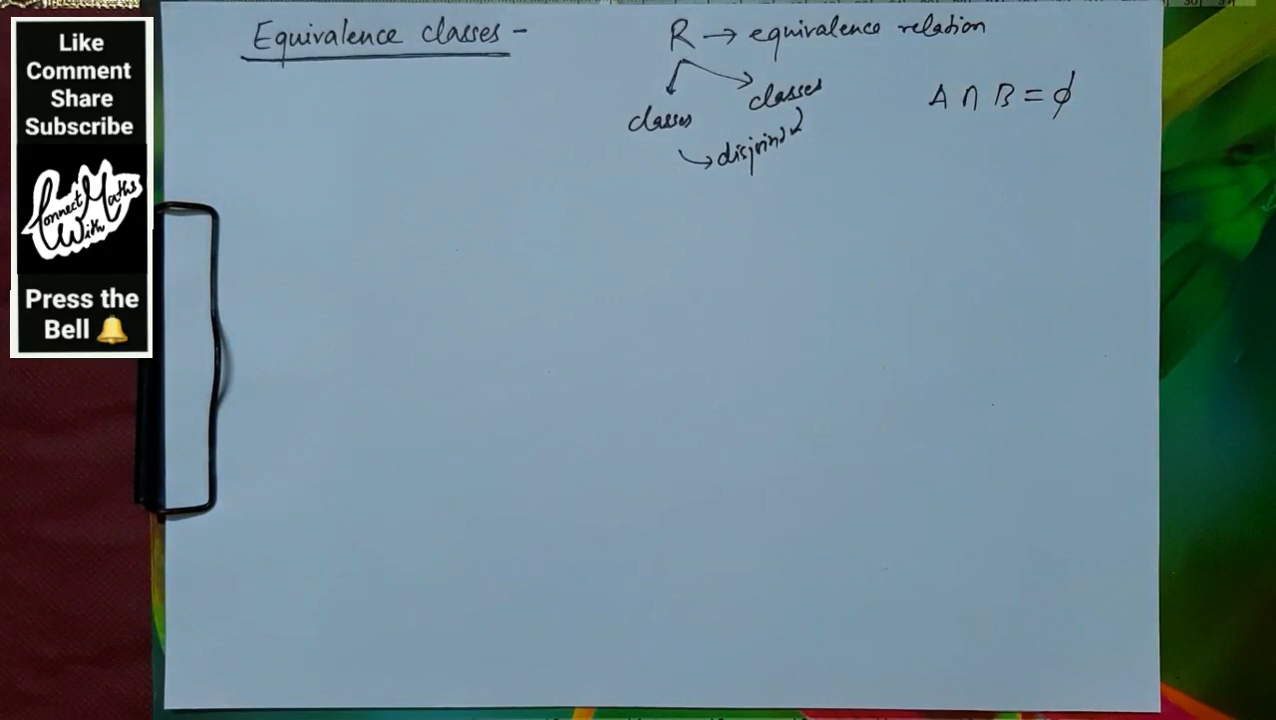 Like
Comment
Share
Subscribe
Connect
With
Maths
Press the
Bell 🔔
Equivalence classes -
R → equivalence relation
classes
classes
disjoint
A ∩ B = ϕ